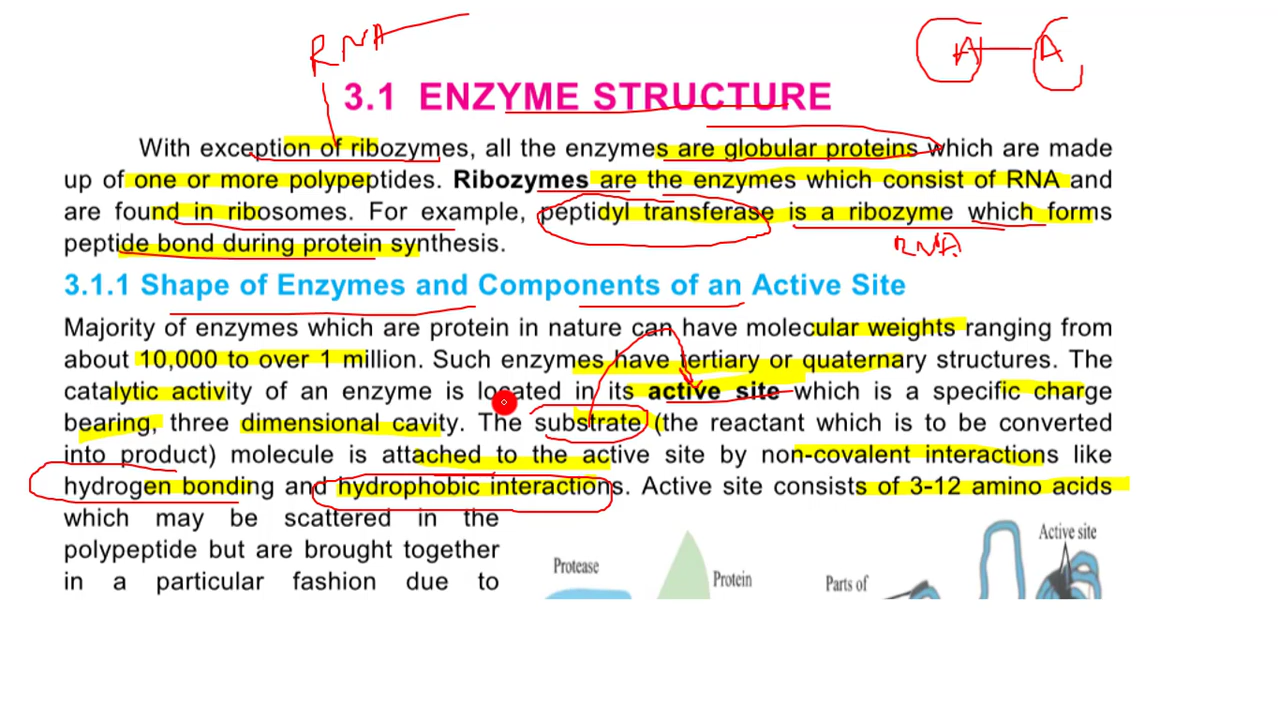 RNA
A A
3.1 ENZYME STRUCTURE
With exception of ribozymes, all the enzymes are globular proteins which are made
up of one or more polypeptides. Ribozymes are the enzymes which consist of RNA and
are found in ribosomes. For example, peptidyl transferase is a ribozyme which forms
peptide bond during protein synthesis.
RNA
3.1.1 Shape of Enzymes and Components of an Active Site
Majority of enzymes which are protein in nature can have molecular weights ranging from
about 10,000 to over 1 million. Such enzymes have tertiary or quaternary structures. The
catalytic activity of an enzyme is located in its active site which is a specific charge
bearing, three dimensional cavity. The substrate (the reactant which is to be converted
into product) molecule is attached to the active site by non-covalent interactions like
hydrogen bonding and hydrophobic interactions. Active site consists of 3-12 amino acids
which may be scattered in the
polypeptide but are brought together
in a particular fashion due to
Protease
Protein
Parts of
Active site